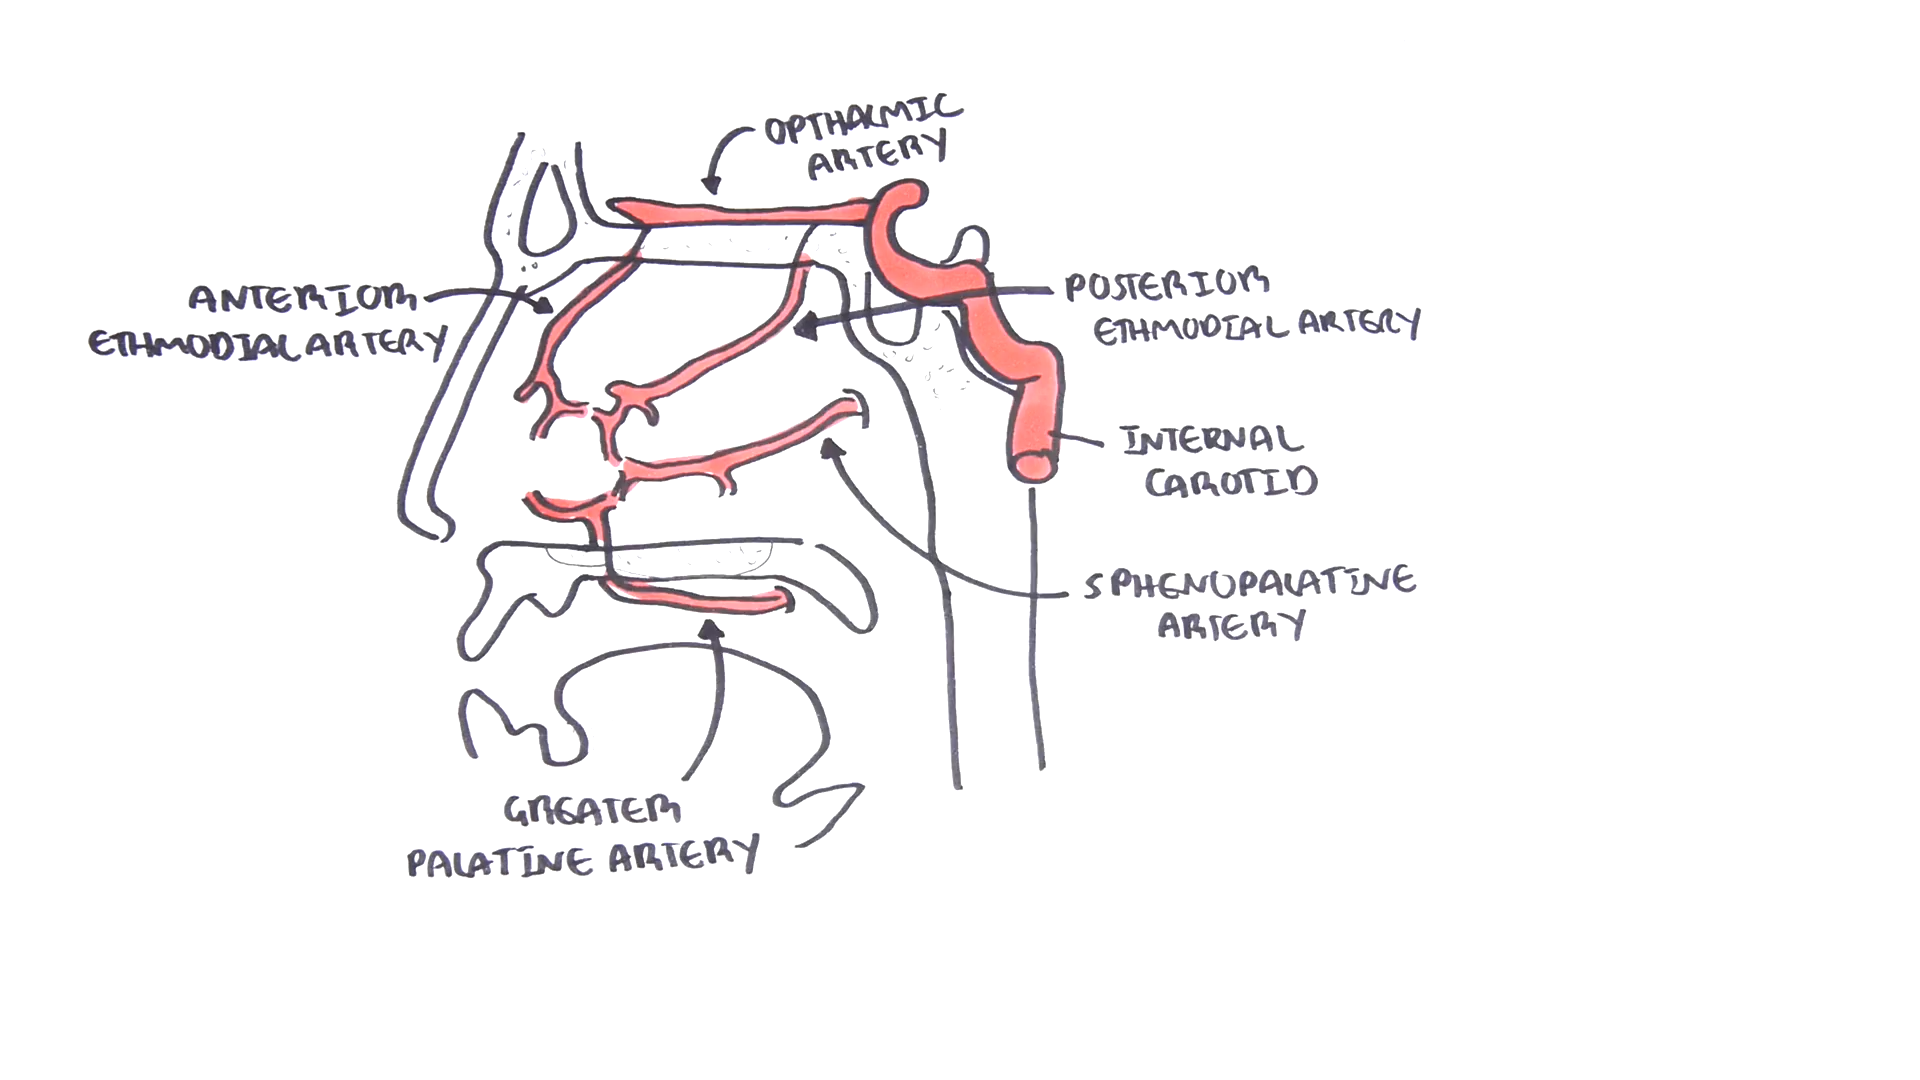 OPTHALMIC
ARTERY
ANTERIOR
ETHMODIAL ARTERY
POSTERIOR
ETHMODIAL ARTERY
INTERNAL
CAROTID
SPHENOPALATINE
ARTERY
GREATER
PALATINE ARTERY